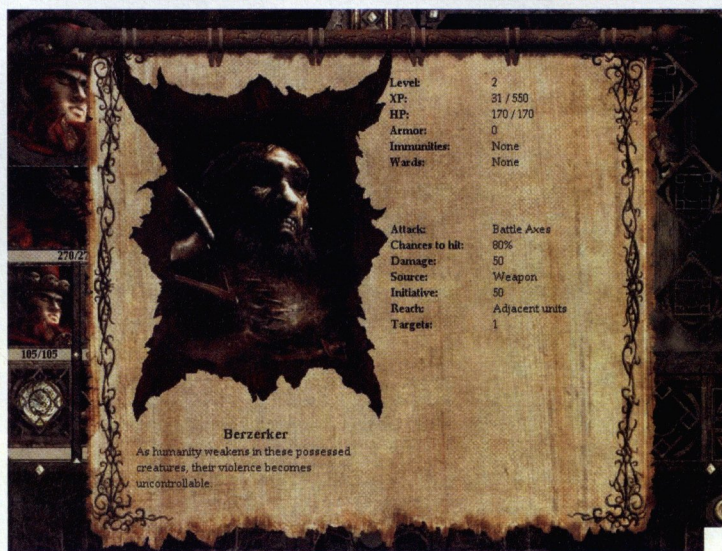 Level: 2
XP: 31 / 550
HP: 170 / 170
Armor: 0
Immunities: None
Wards: None
Attack: Battle Axes
Chances to hit: 80%
Damage: 50
Source: Weapon
Initiative: 50
Reach: Adjacent units
Targets: 1
270/27
105/105
Berzerker
As humanity weakens in these possessed
creatures, their violence becomes
uncontrollable.